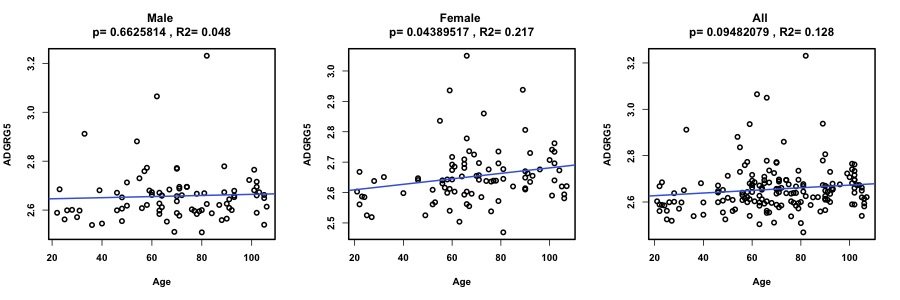 Male
p= 0.6625814 , R2= 0.048
ADGRG5
3.2
3.0
2.8
2.6
20 40 60 80 100
Age
Female
p= 0.04389517 , R2= 0.217
ADGRG5
3.0
2.9
2.8
2.7
2.6
2.5
20 40 60 80 100
Age
All
p= 0.09482079 , R2= 0.128
ADGRG5
3.2
3.0
2.8
2.6
20 40 60 80 100
Age